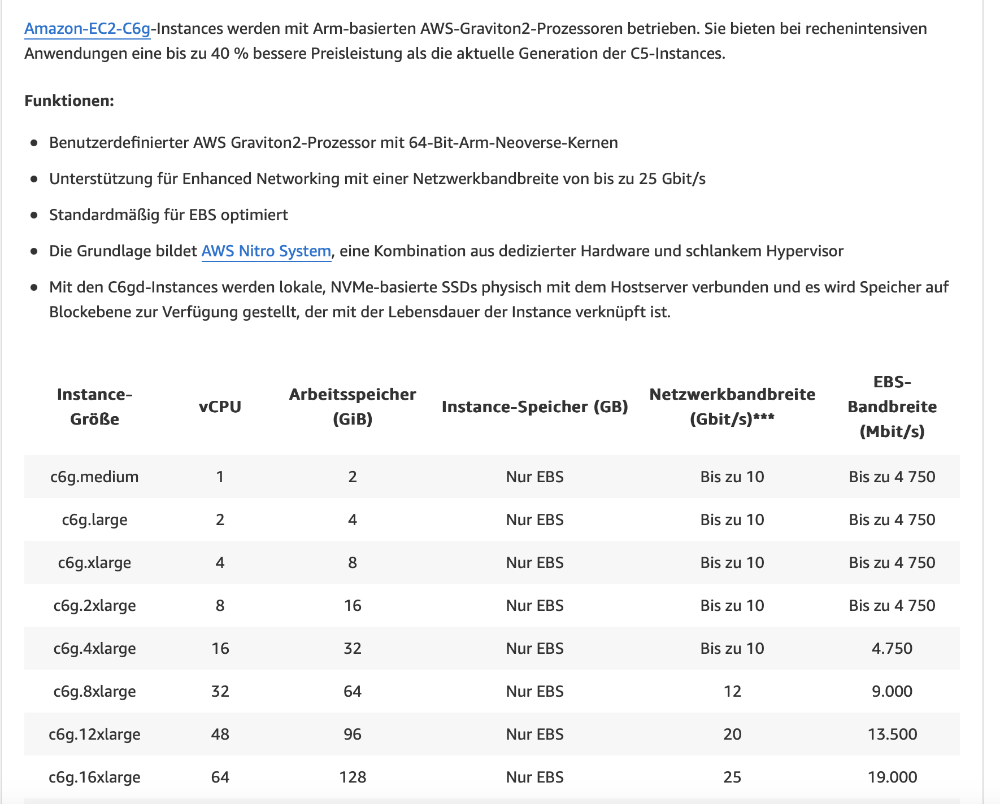 Amazon-EC2-C6g-Instances werden mit Arm-basierten AWS-Graviton2-Prozessoren betrieben. Sie bieten bei rechenintensiven
Anwendungen eine bis zu 40 % bessere Preisleistung als die aktuelle Generation der C5-Instances.
Funktionen:
• Benutzerdefinierter AWS Graviton2-Prozessor mit 64-Bit-Arm-Neoverse-Kernen
• Unterstützung für Enhanced Networking mit einer Netzwerkbandbreite von bis zu 25 Gbit/s
• Standardmäßig für EBS optimiert
• Die Grundlage bildet AWS Nitro System, eine Kombination aus dedizierter Hardware und schlankem Hypervisor
• Mit den C6gd-Instances werden lokale, NVMe-basierte SSDs physisch mit dem Hostserver verbunden und es wird Speicher auf
Blockebene zur Verfügung gestellt, der mit der Lebensdauer der Instance verknüpft ist.
Instance-
Größe
vCPU
Arbeitsspeicher
(GiB)
Instance-Speicher (GB)
Netzwerkbandbreite
(Gbit/s)***
EBS-
Bandbreite
(Mbit/s)
c6g.medium 1 2 Nur EBS Bis zu 10 Bis zu 4 750
c6g.large 2 4 Nur EBS Bis zu 10 Bis zu 4 750
c6g.xlarge 4 8 Nur EBS Bis zu 10 Bis zu 4 750
c6g.2xlarge 8 16 Nur EBS Bis zu 10 Bis zu 4 750
c6g.4xlarge 16 32 Nur EBS Bis zu 10 4.750
c6g.8xlarge 32 64 Nur EBS 12 9.000
c6g.12xlarge 48 96 Nur EBS 20 13.500
c6g.16xlarge 64 128 Nur EBS 25 19.000